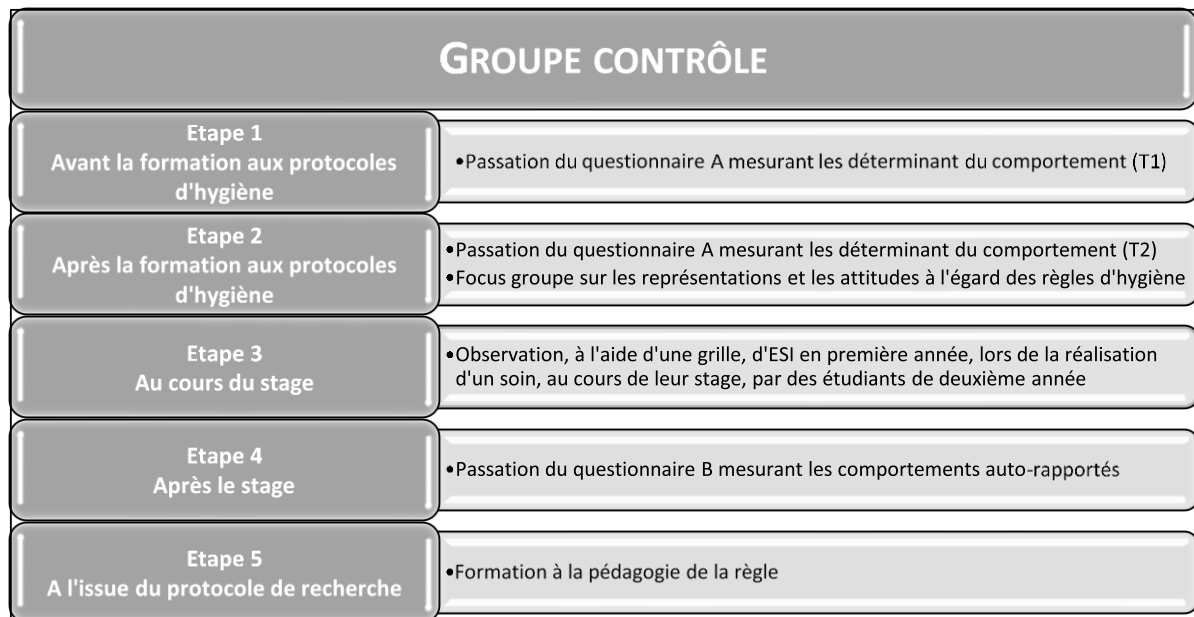 GROUPE CONTRÔLE
Etape 1
Avant la formation aux protocoles
d'hygiène
•Passation du questionnaire A mesurant les déterminant du comportement (T1)
Etape 2
Après la formation aux protocoles
d'hygiène
•Passation du questionnaire A mesurant les déterminant du comportement (T2)
•Focus groupe sur les représentations et les attitudes à l'égard des règles d'hygiène
Etape 3
Au cours du stage
•Observation, à l'aide d'une grille, d'ESI en première année, lors de la réalisation
d'un soin, au cours de leur stage, par des étudiants de deuxième année
Etape 4
Après le stage
•Passation du questionnaire B mesurant les comportements auto-rapportés
Etape 5
A l'issue du protocole de recherche
•Formation à la pédagogie de la règle